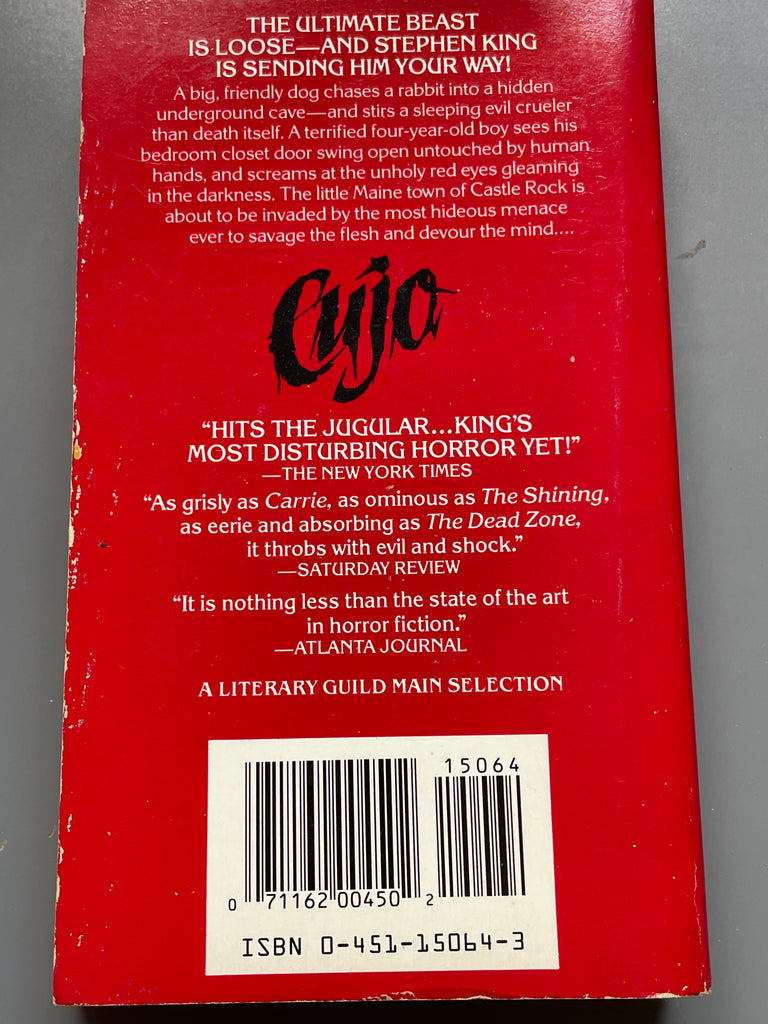 THE ULTIMATE BEAST
IS LOOSE—AND STEPHEN KING
IS SENDING HIM YOUR WAY!
A big, friendly dog chases a rabbit into a hidden
underground cave—and stirs a sleeping evil crueler
than death itself. A terrified four-year-old boy sees his
bedroom closet door swing open untouched by human
hands, and screams at the unholy red eyes gleaming
in the darkness. The little Maine town of Castle Rock is
about to be invaded by the most hideous menace
ever to savage the flesh and devour the mind....
Cujo
“HITS THE JUGULAR...KING’S
MOST DISTURBING HORROR YET!”
—THE NEW YORK TIMES
“As grisly as Carrie, as ominous as The Shining,
as eerie and absorbing as The Dead Zone,
it throbs with evil and shock.”
—SATURDAY REVIEW
“It is nothing less than the state of the art
in horror fiction.”
—ATLANTA JOURNAL
A LITERARY GUILD MAIN SELECTION
15064
0 71162 00450 2
ISBN 0-451-15064-3